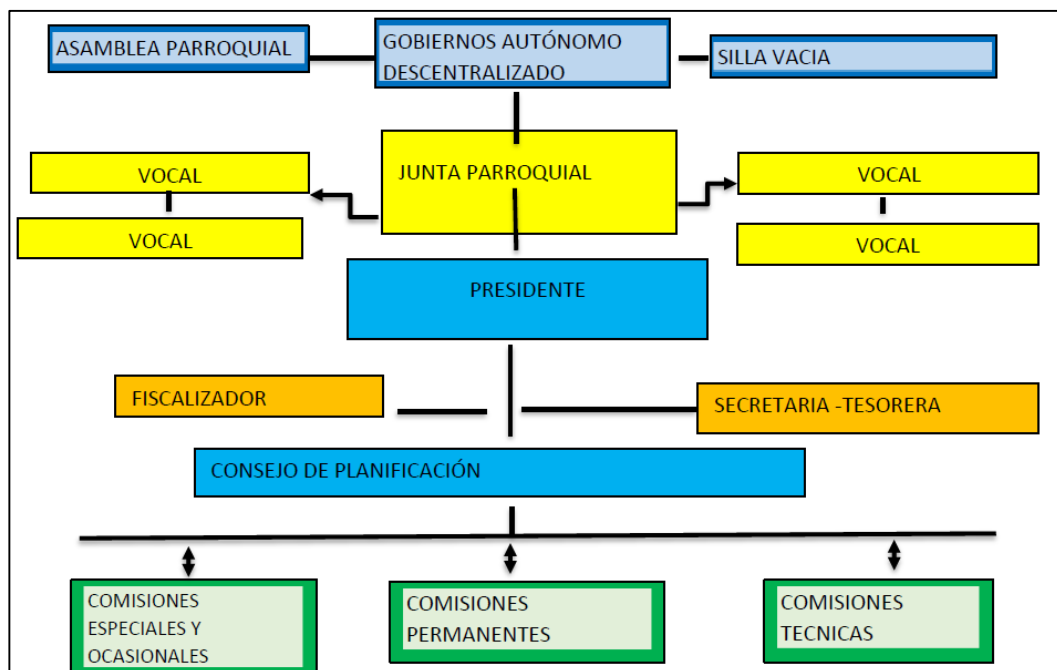 ASAMBLEA PARROQUIAL
GOBIERNOS AUTÓNOMO
DESCENTRALIZADO
SILLA VACIA
JUNTA PARROQUIAL
VOCAL
VOCAL
VOCAL
VOCAL
PRESIDENTE
FISCALIZADOR
SECRETARIA -TESORERA
CONSEJO DE PLANIFICACIÓN
COMISIONES
ESPECIALES Y
OCASIONALES
COMISIONES
PERMANENTES
COMISIONES
TECNICAS